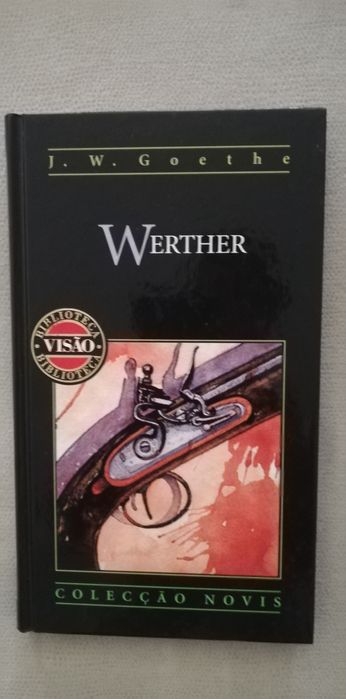 J. W. Goethe
WERTHER
BIBLIOTECA
VISÃO
BIBLIOTECA
COLECÇÃO NOVIS